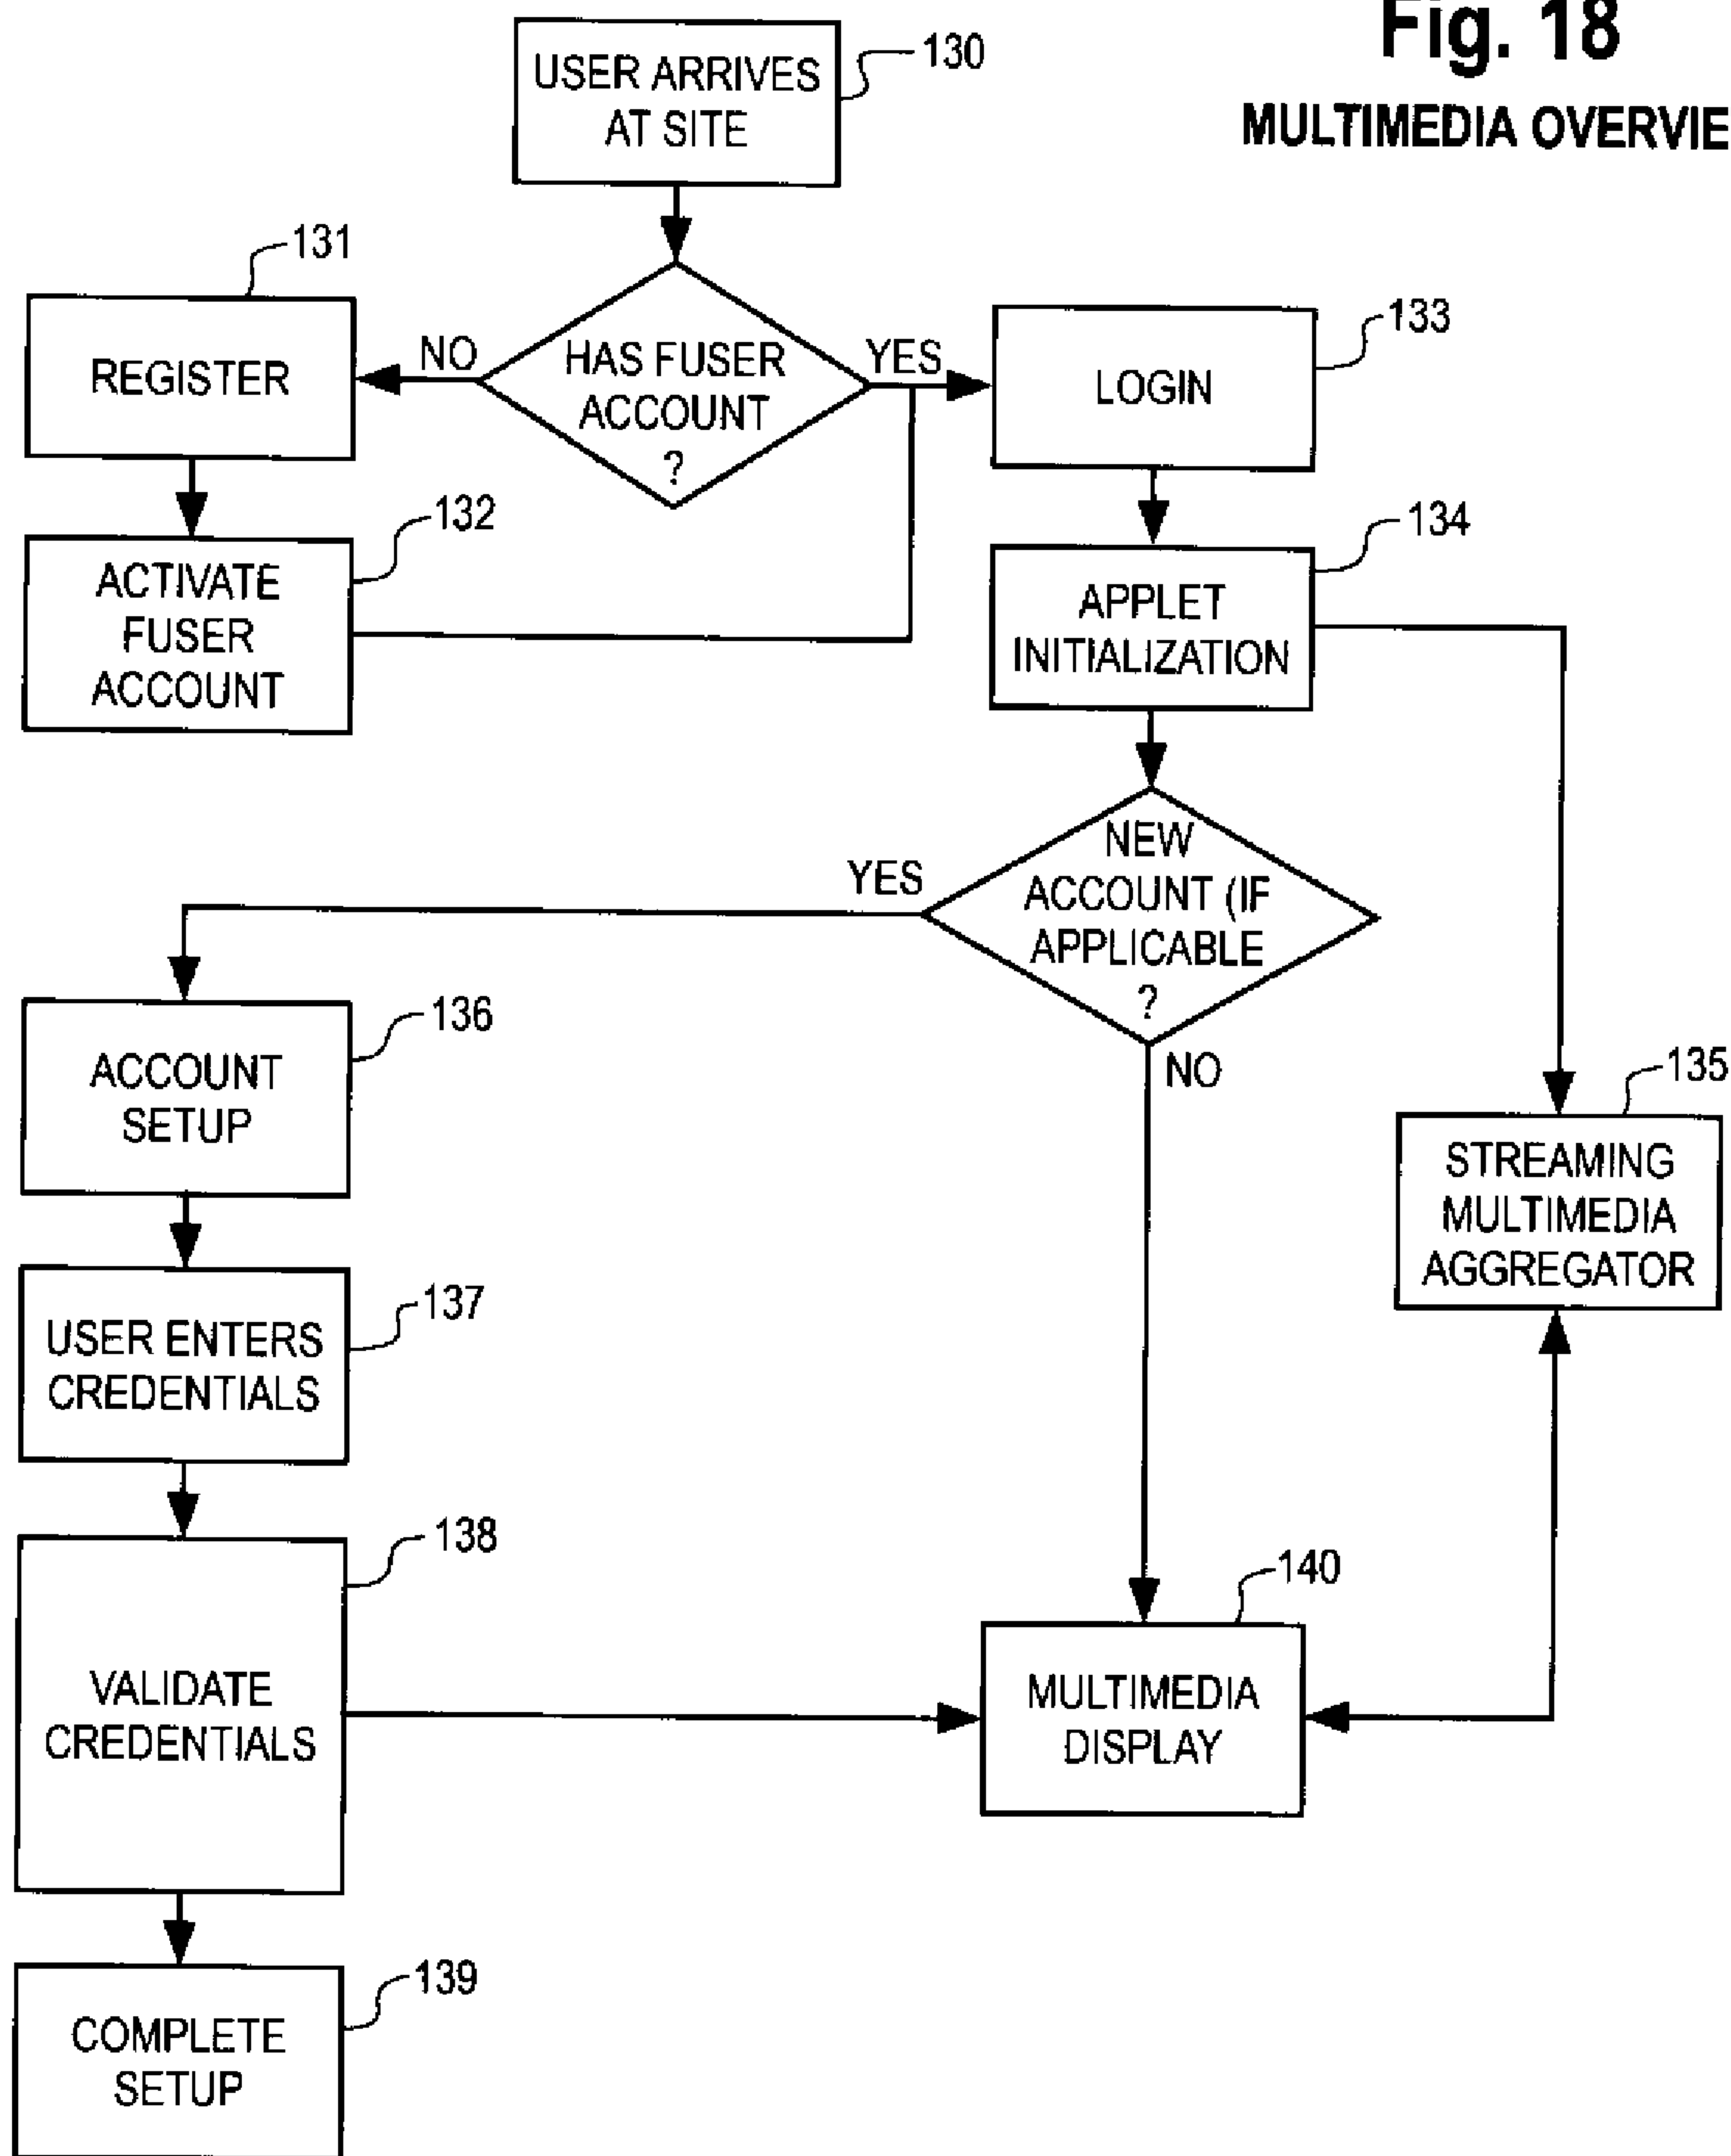 Fig. 18
MULTIMEDIA OVERVIE
USER ARRIVES
AT SITE
130
131
REGISTER
NO
HAS FUSER
ACCOUNT
?
YES
LOGIN
133
132
ACTIVATE
FUSER
ACCOUNT
134
APPLET
INITIALIZATION
NEW
ACCOUNT (IF
APPLICABLE
?
YES
NO
136
ACCOUNT
SETUP
135
STREAMING
MULTIMEDIA
AGGREGATOR
137
USER ENTERS
CREDENTIALS
138
VALIDATE
CREDENTIALS
140
MULTIMEDIA
DISPLAY
139
COMPLETE
SETUP